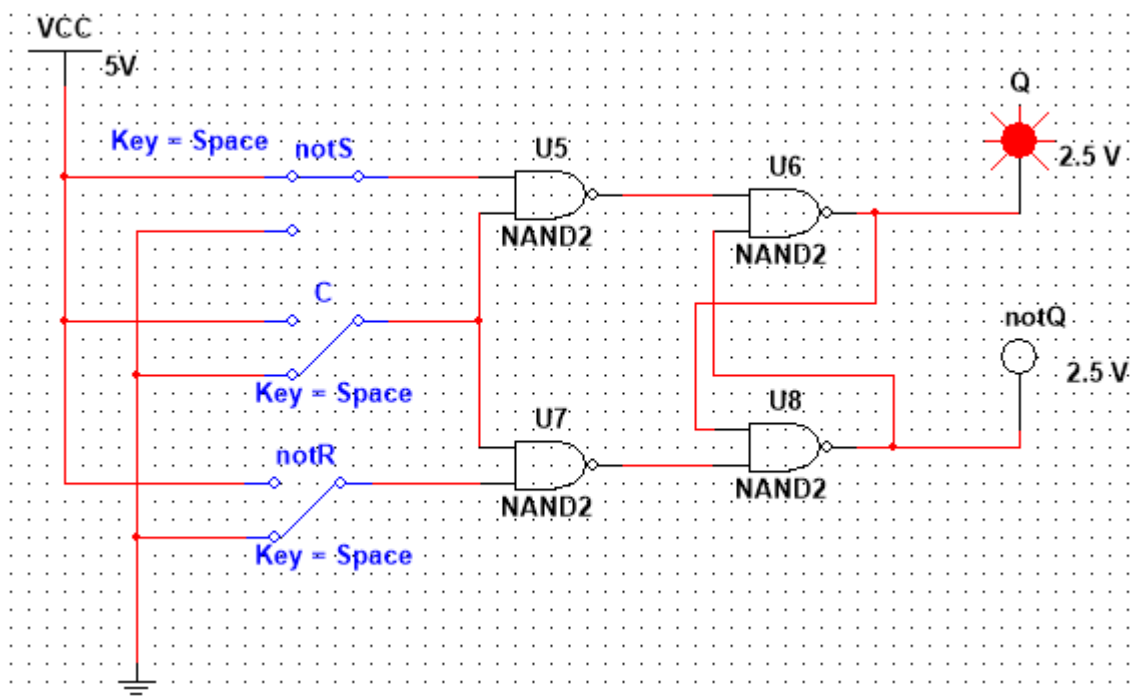 VCC
5V
Key = Space
notS
U5
NAND2
U6
NAND2
Q
2.5 V
C
Key = Space
notQ
2.5 V
notR
Key = Space
U7
NAND2
U8
NAND2